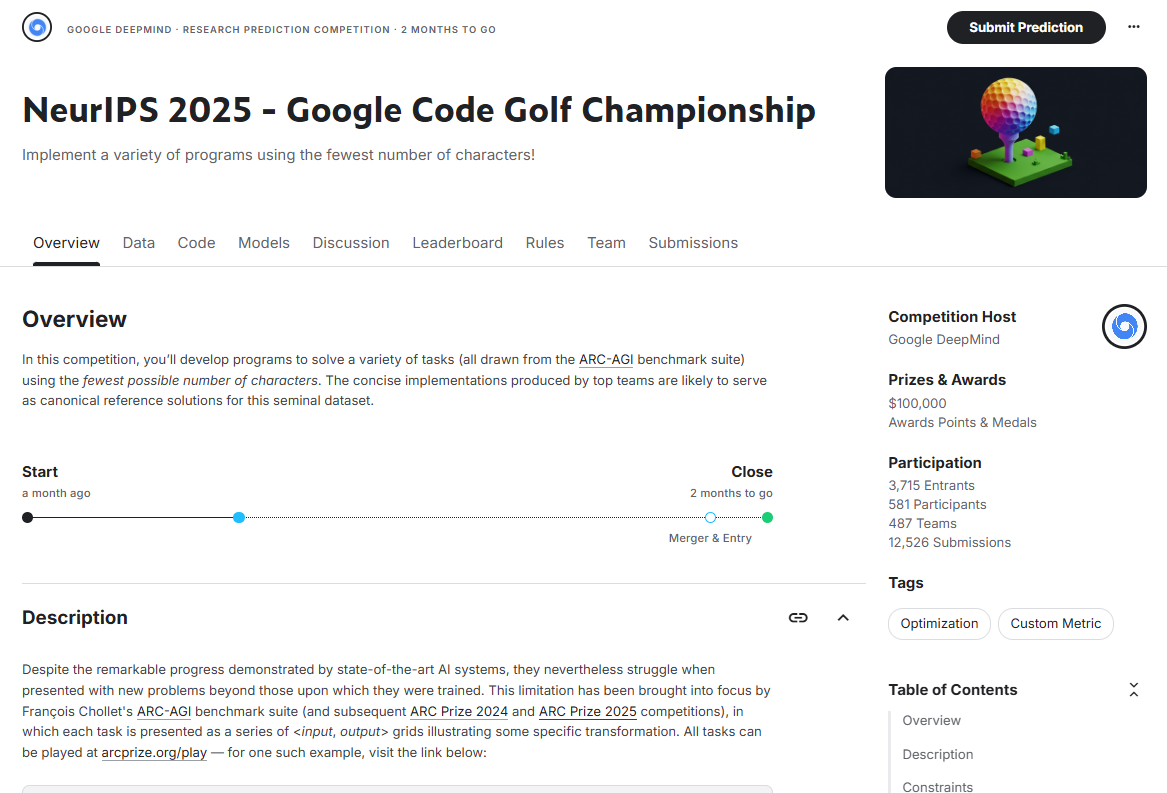 GOOGLE DEEPMIND · RESEARCH PREDICTION COMPETITION · 2 MONTHS TO GO
Submit Prediction
NeurIPS 2025 - Google Code Golf Championship
Implement a variety of programs using the fewest number of characters!
Overview Data Code Models Discussion Leaderboard Rules Team Submissions
Overview
In this competition, you’ll develop programs to solve a variety of tasks (all drawn from the ARC-AGI benchmark suite)
using the fewest possible number of characters. The concise implementations produced by top teams are likely to serve
as canonical reference solutions for this seminal dataset.
Start
a month ago
Close
2 months to go
Merger & Entry
Description
Despite the remarkable progress demonstrated by state-of-the-art AI systems, they nevertheless struggle when
presented with new problems beyond those upon which they were trained. This limitation has been brought into focus by
François Chollet's ARC-AGI benchmark suite (and subsequent ARC Prize 2024 and ARC Prize 2025 competitions), in
which each task is presented as a series of <input, output> grids illustrating some specific transformation. All tasks can
be played at arcprize.org/play — for one such example, visit the link below:
Competition Host
Google DeepMind
Prizes & Awards
$100,000
Awards Points & Medals
Participation
3,715 Entrants
581 Participants
487 Teams
12,526 Submissions
Tags
Optimization
Custom Metric
Table of Contents
Overview
Description
Constraints